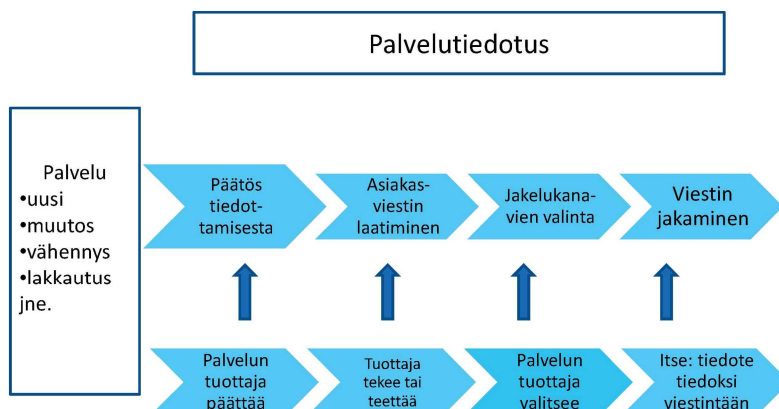 Palvelutiedotus
Palvelu
•uusi
•muutos
•vähennys
•lakkautus
jne.
Päätös
tiedot-
tamisesta
Asiakas-
viestin
laatiminen
Jakelukana-
vien valinta
Viestin
jakaminen
Palvelun
tuottaja
päättää
Tuottaja
tekee tai
teettää
Palvelun
tuottaja
valitsee
Itse: tiedote
tiedoksi
viestintään